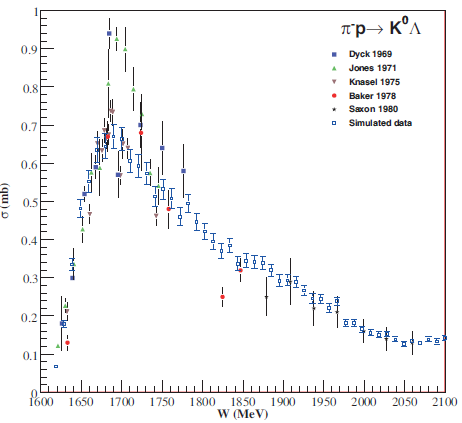 π⁻p→ K⁰Λ
Dyck 1969
Jones 1971
Knasel 1975
Baker 1978
Saxon 1980
Simulated data
σ (mb)
1
0.9
0.8
0.7
0.6
0.5
0.4
0.3
0.2
0.1
0
1600 1650 1700 1750 1800 1850 1900 1950 2000 2050 2100
W (MeV)